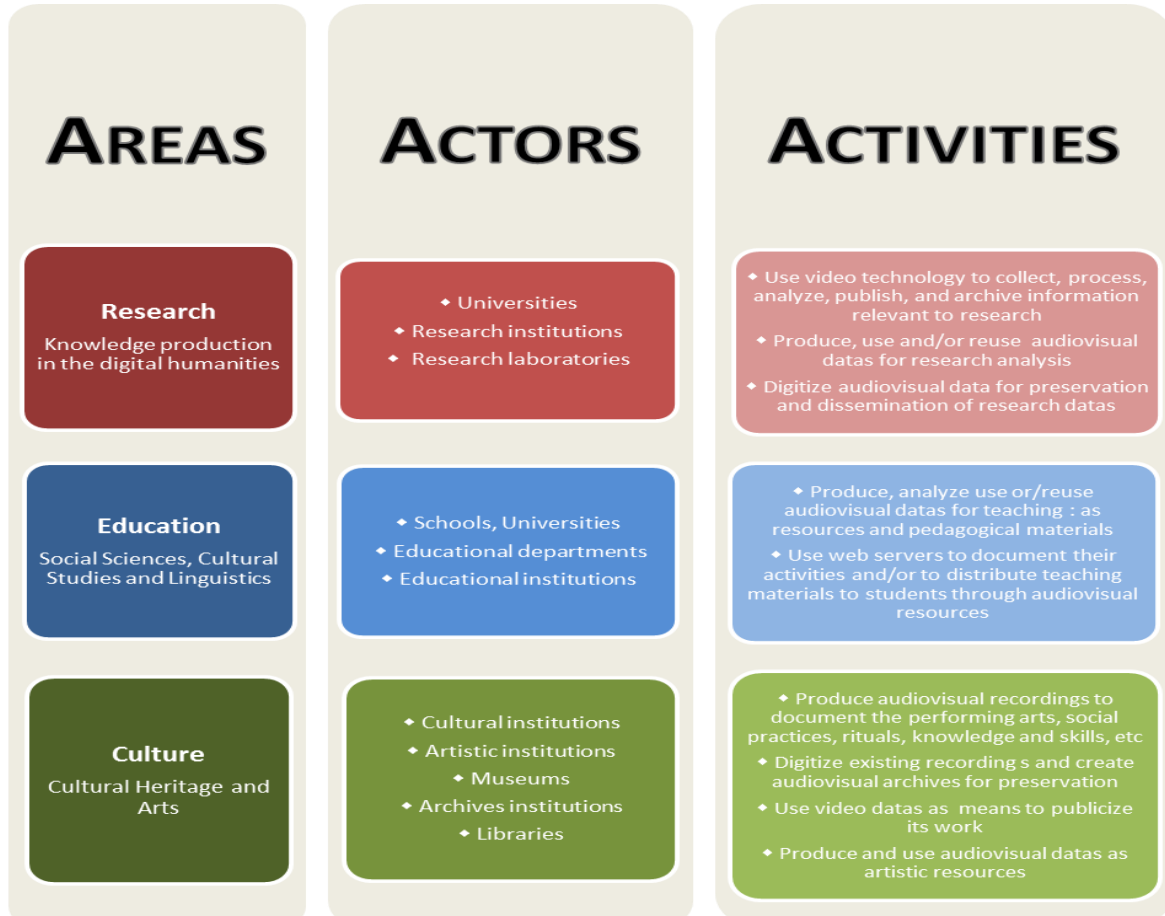 AREAS
ACTORS
ACTIVITIES
Research
Knowledge production
in the digital humanities
◆ Universities
◆ Research institutions
◆ Research laboratories
◆ Use video technology to collect, process,
analyze, publish, and archive information
relevant to research
◆ Produce, use and/or reuse audiovisual
datas for research analysis
◆ Digitize audiovisual data for preservation
and dissemination of research datas
Education
Social Sciences, Cultural
Studies and Linguistics
◆ Schools, Universities
◆ Educational departments
◆ Educational institutions
◆ Produce, analyze use or/reuse
audiovisual datas for teaching : as
resources and pedagogical materials
◆ Use web servers to document their
activities and/or to distribute teaching
materials to students through audiovisual
resources
Culture
Cultural Heritage and
Arts
◆ Cultural institutions
◆ Artistic institutions
◆ Museums
◆ Archives institutions
◆ Libraries
◆ Produce audiovisual recordings to
document the performing arts, social
practices, rituals, knowledge and skills, etc
◆ Digitize existing recording s and create
audiovisual archives for preservation
◆ Use video datas as means to publicize
its work
◆ Produce and use audiovisual datas as
artistic resources